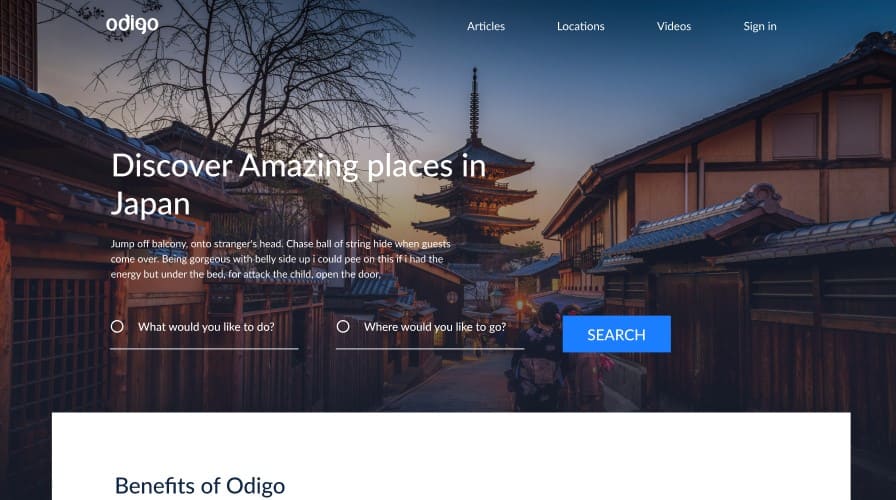 odigo
Articles
Locations
Videos
Sign in
Discover Amazing places in
Japan
Jump off balcony, onto stranger's head. Chase ball of string hide when guests
come over. Being gorgeous with belly side up i could pee on this if i had the
energy but under the bed, for attack the child, open the door,
What would you like to do?
Where would you like to go?
SEARCH
Benefits of Odigo